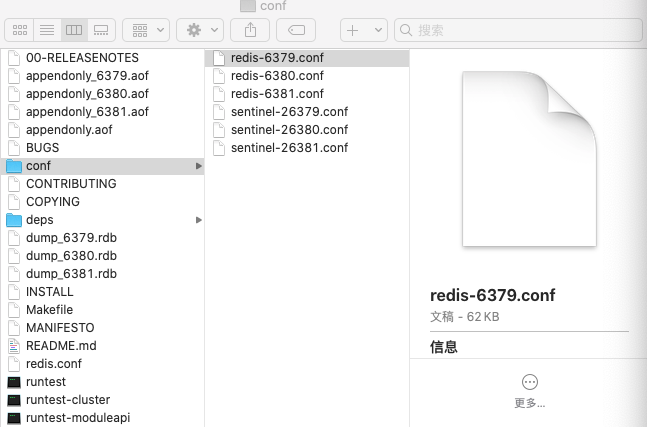 conf
搜索
00-RELEASENOTES
appendonly_6379.aof
appendonly_6380.aof
appendonly_6381.aof
appendonly.aof
BUGS
conf
CONTRIBUTING
COPYING
deps
dump_6379.rdb
dump_6380.rdb
dump_6381.rdb
INSTALL
Makefile
MANIFESTO
README.md
redis.conf
runtest
runtest-cluster
runtest-moduleapi
redis-6379.conf
redis-6380.conf
redis-6381.conf
sentinel-26379.conf
sentinel-26380.conf
sentinel-26381.conf
redis-6379.conf
文稿 - 62 KB
信息
更多...